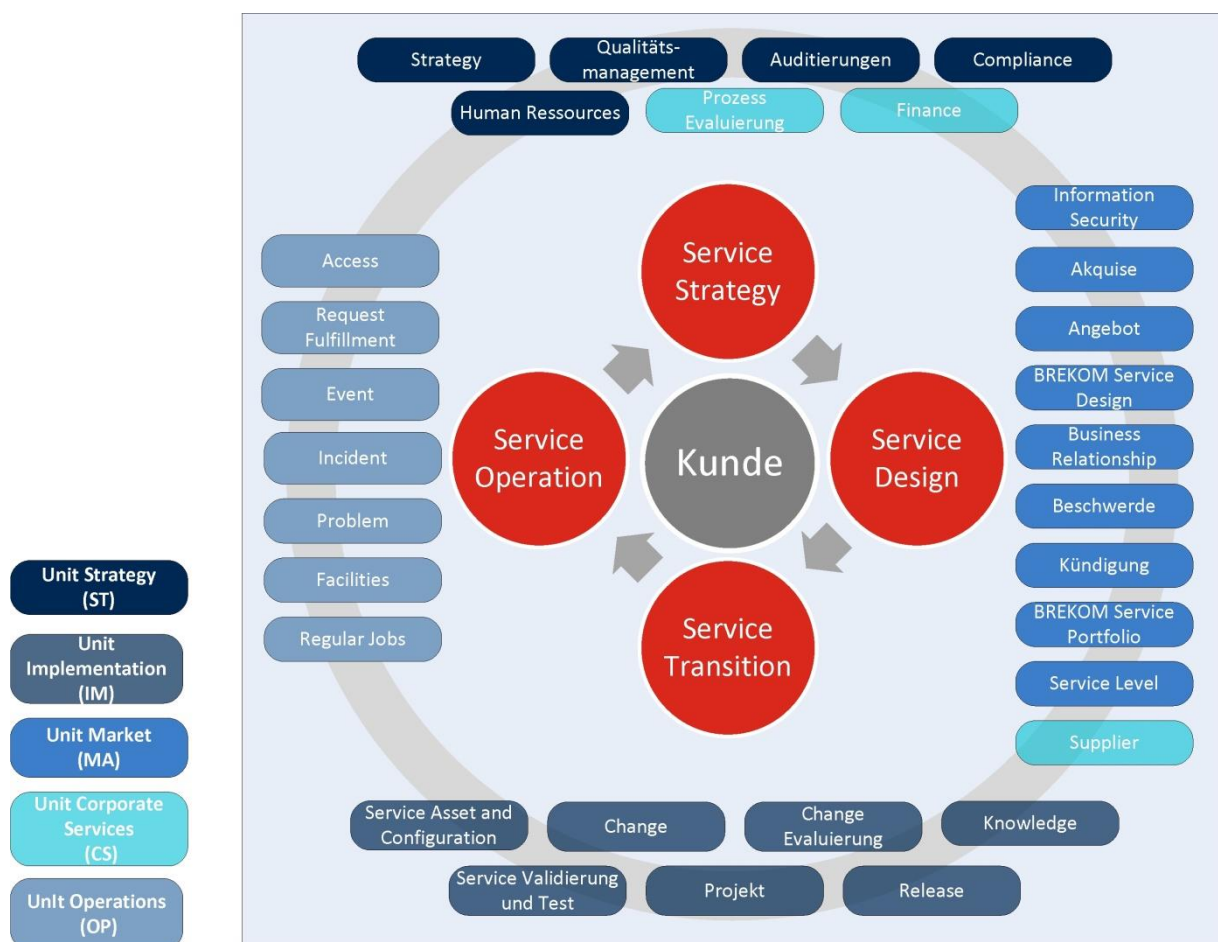 Strategy
Qualitäts-
management
Auditierungen
Compliance
Human Ressources
Prozess
Evaluierung
Finance
Access
Request
Fulfillment
Event
Incident
Problem
Facilities
Regular Jobs
Service
Strategy
Service
Operation
Kunde
Service
Design
Service
Transition
Information
Security
Akquise
Angebot
BREKOM Service
Design
Business
Relationship
Beschwerde
Kündigung
BREKOM Service
Portfolio
Service Level
Supplier
Service Asset and
Configuration
Change
Change
Evaluierung
Knowledge
Service Validierung
und Test
Projekt
Release
Unit Strategy
(ST)
Unit
Implementation
(IM)
Unit Market
(MA)
Unit Corporate
Services
(CS)
UnIt Operations
(OP)